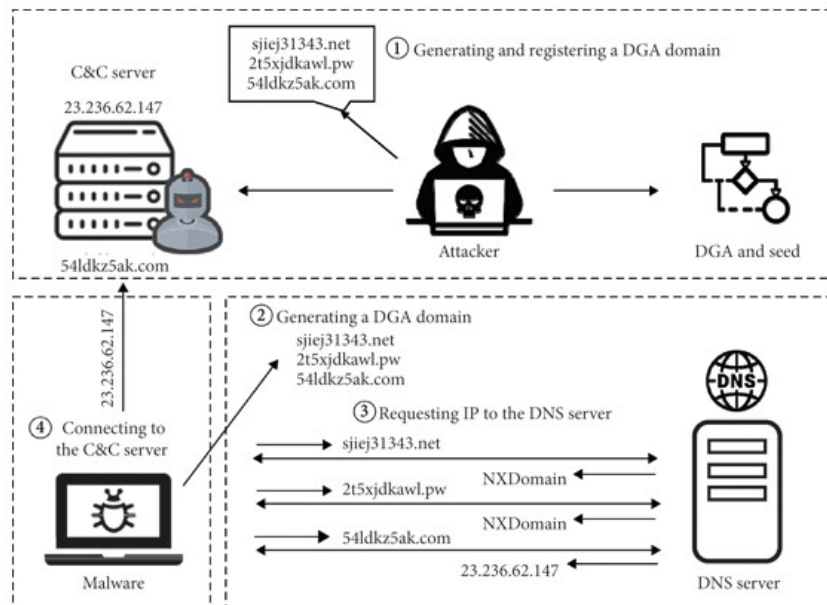 sjiej31343.net
2t5xjdkawl.pw
54ldkz5ak.com
① Generating and registering a DGA domain
C&C server
23.236.62.147
54ldkz5ak.com
Attacker
DGA and seed
23.236.62.147
④ Connecting to
the C&C server
Malware
② Generating a DGA domain
sjiej31343.net
2t5xjdkawl.pw
54ldkz5ak.com
③ Requesting IP to the DNS server
sjiej31343.net
NXDomain
2t5xjdkawl.pw
NXDomain
54ldkz5ak.com
23.236.62.147
DNS
DNS server